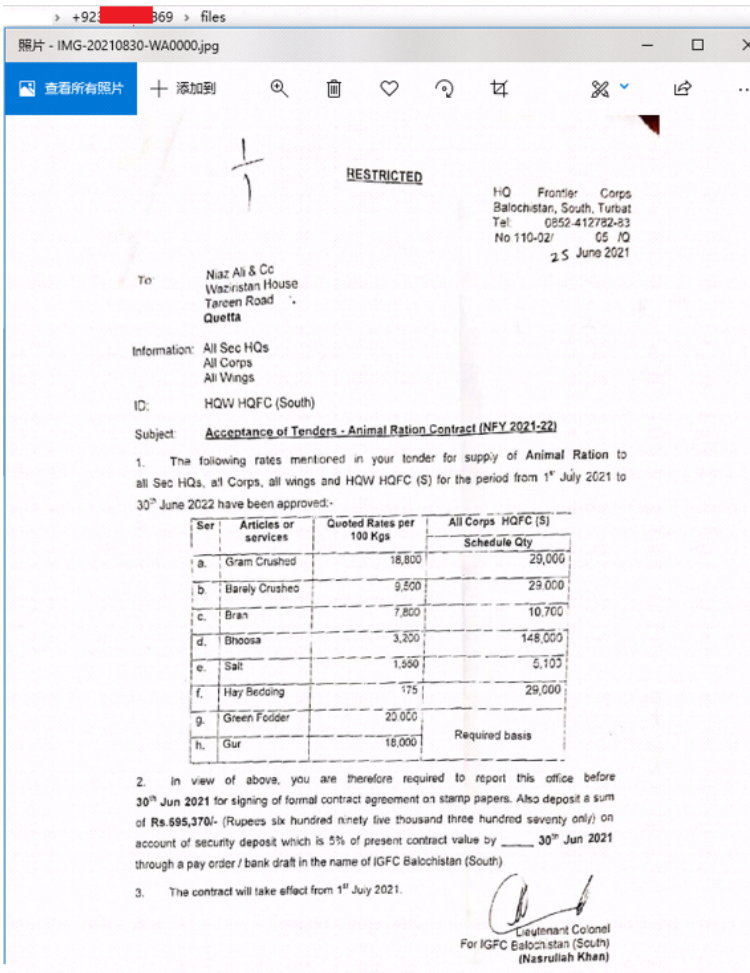 > +923 369 > files
照片 - IMG-20210830-WA0000.jpg
查看所有照片 添加到
1/1
RESTRICTED
HQ Frontier Corps
Balochistan, South, Turbat
Tel: 0852-412782-83
No 110-02/ 05 /Q
25 June 2021
To Niaz Ali & Cc
Waziristan House
Tareen Road
Quetta
Information: All Sec HQs
All Corps
All Wings
ID: HQW HQFC (South)
Subject: Acceptance of Tenders - Animal Ration Contract (NFY 2021-22)
1. The following rates mentioned in your tender for supply of Animal Ration to
all Sec HQs, all Corps, all wings and HQW HQFC (S) for the period from 1st July 2021 to
30th June 2022 have been approved:-
Ser Articles or services Quoted Rates per 100 Kps All Corps HQFC (S)
Schedule Qty
a. Gram Crushed 18,800 29,000
b. Barely Crushed 9,500 29.000
c. Bran 7,800 10,700
d. Bhoosa 3,200 148,000
e. Salt 1,550 5,100
f. Hay Bedding 175 29,000
g. Green Fodder 20.000 Required basis
h. Gur 18,000
2. In view of above, you are therefore required to report this office before
30th Jun 2021 for signing of formal contract agreement on stamp papers. Also deposit a sum
of Rs.695,370/- (Rupees six hundred ninety five thousand three hundred seventy only) on
account of security deposit which is 5% of present contract value by ____ 30th Jun 2021
through a pay order / bank draft in the name of IGFC Balochistan (South)
3. The contract will take effect from 1st July 2021.
Lieutenant Colonel
For IGFC Balochistan (South)
(Nasrullah Khan)